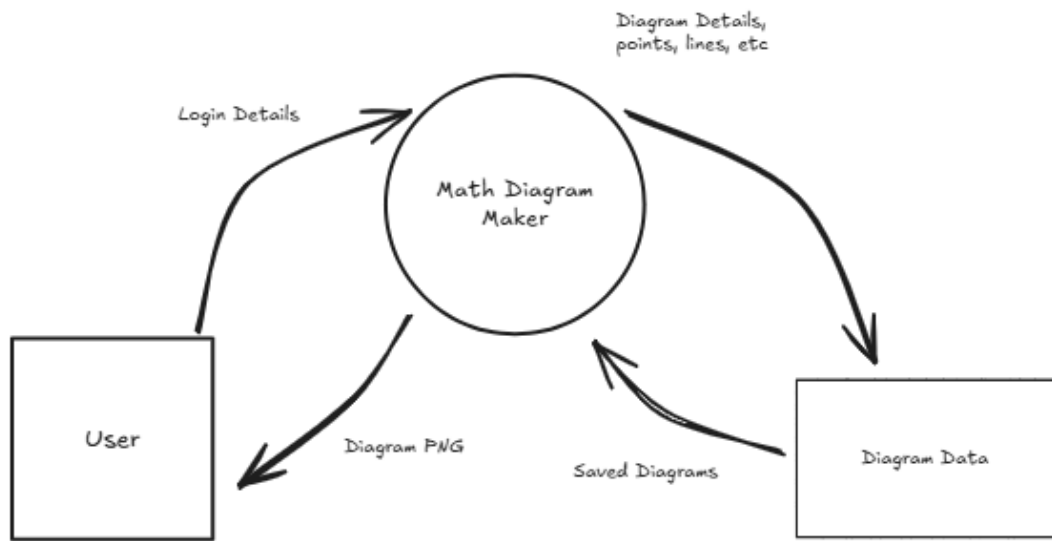 Diagram Details,
points, lines, etc
Login Details
Math Diagram
Maker
User
Diagram PNG
Saved Diagrams
Diagram Data